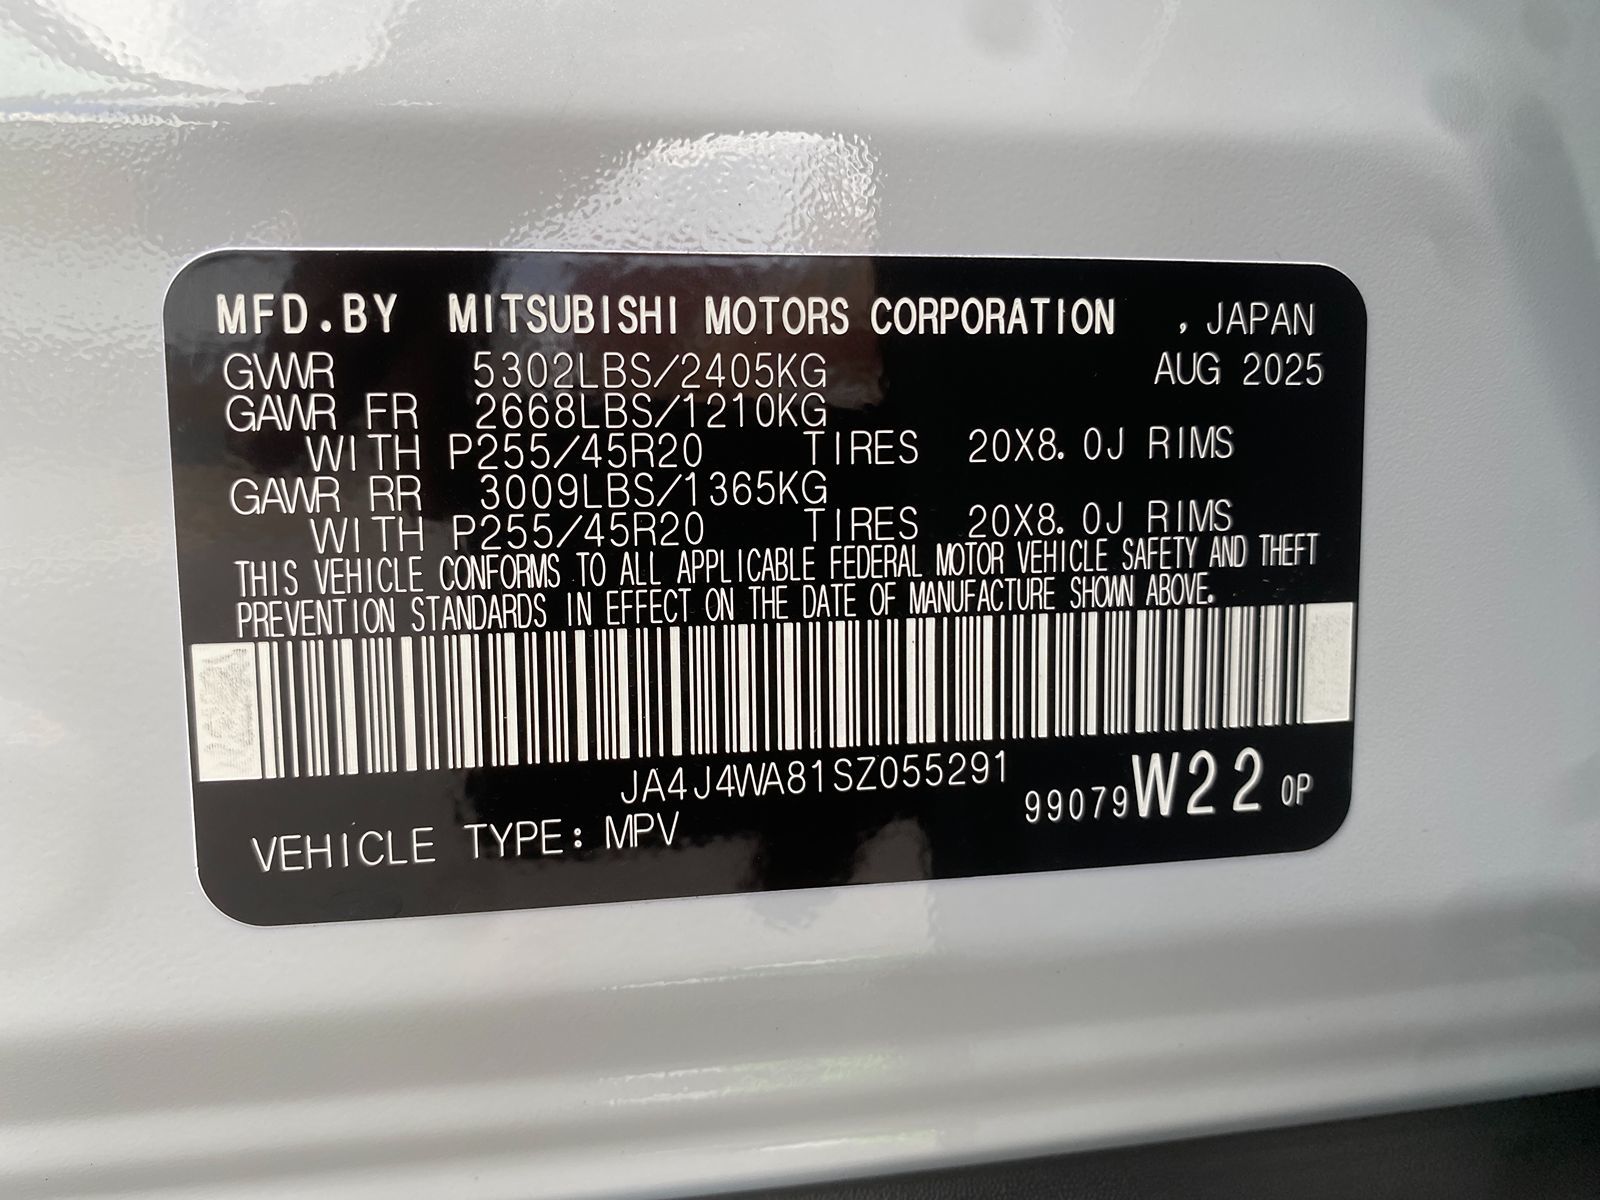 MFD.BY MITSUBISHI MOTORS CORPORATION , JAPAN
GVWR 5302LBS/2405KG AUG 2025
GAWR FR 2668LBS/1210KG
WITH P255/45R20 TIRES 20X8.0J RIMS
GAWR RR 3009LBS/1365KG
WITH P255/45R20 TIRES 20X8.0J RIMS
THIS VEHICLE CONFORMS TO ALL APPLICABLE FEDERAL MOTOR VEHICLE SAFETY AND THEFT
PREVENTION STANDARDS IN EFFECT ON THE DATE OF MANUFACTURE SHOWN ABOVE.
JA4J4WA81SZ055291
99079W22 0P
VEHICLE TYPE: MPV